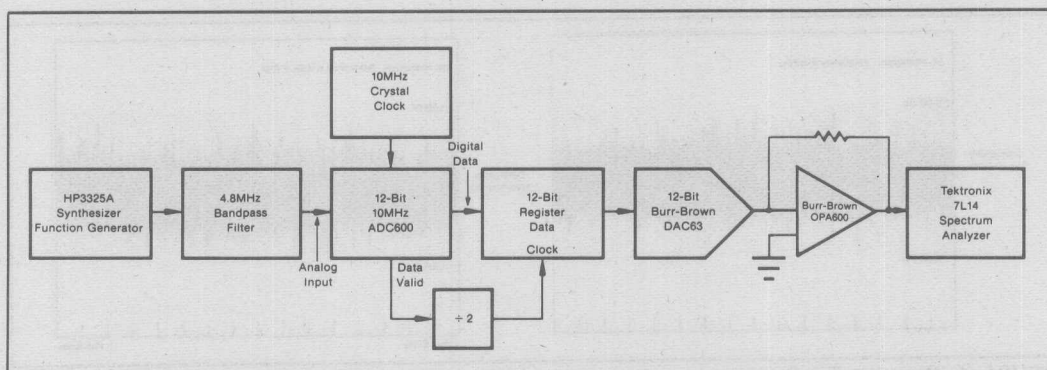 10MHz
Crystal
Clock
Digital
Data
HP3325A
Synthesizer
Function Generator
4.8MHz
Bandpass
Filter
12-Bit
10MHz
ADC600
12-Bit
Register
Data
Clock
12-Bit
Burr-Brown
DAC63
Burr-Brown
OPA600
Tektronix
7L14
Spectrum
Analyzer
Analog
Input
Data
Valid
÷ 2